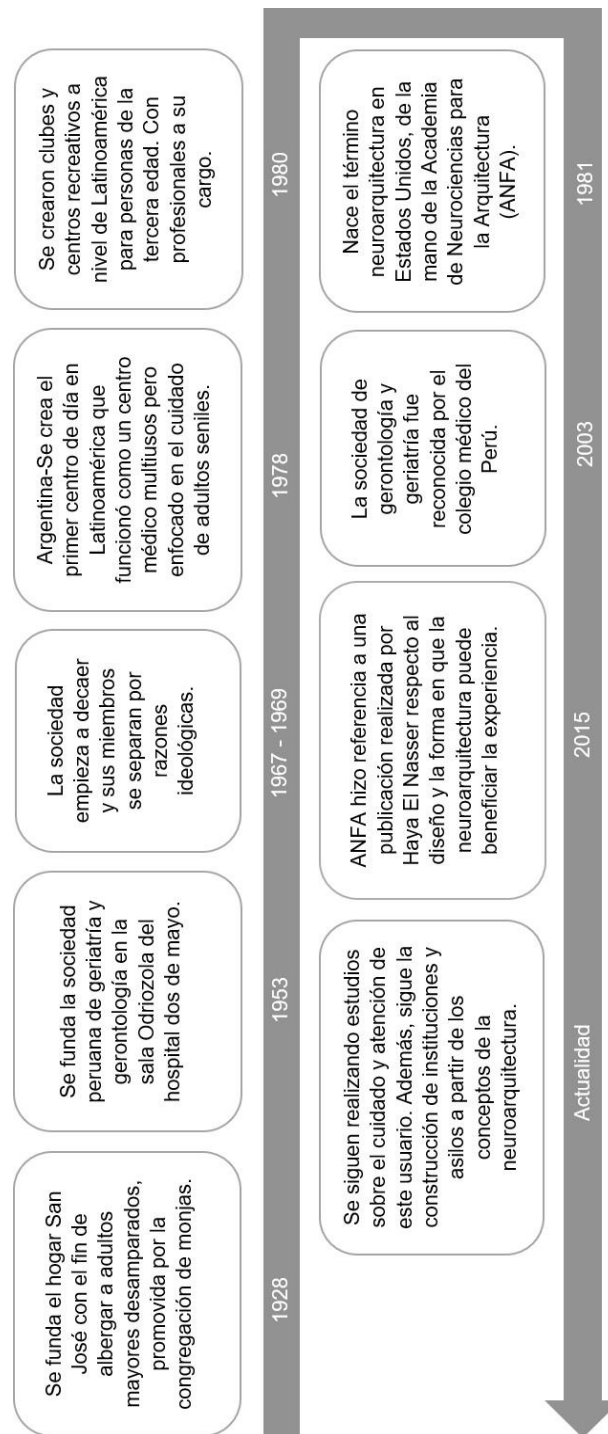 Se funda el hogar San
José con el fin de
albergar a adultos
mayores desamparados,
promovida por la
congregación de monjas.
1928
Se funda la sociedad
peruana de geriatría y
gerontología en la
sala Odriozola del
hospital dos de mayo.
1953
La sociedad
empieza a decaer
y sus miembros
se separan por
razones
ideológicas.
1967 - 1969
Argentina-Se crea el
primer centro de día en
Latinoamérica que
funcionó como un centro
médico multiusos pero
enfocado en el cuidado
de adultos seniles.
1978
Se crearon clubes y
centros recreativos a
nivel de Latinoamérica
para personas de la
tercera edad. Con
profesionales a su
cargo.
1980
Nace el término
neuroarquitectura en
Estados Unidos, de la
mano de la Academia
de Neurociencias para
la Arquitectura
(ANFA).
1981
La sociedad de
gerontología y
geriatría fue
reconocida por el
colegio médico del
Perú.
2003
ANFA hizo referencia a una
publicación realizada por
Haya El Nasser respecto al
diseño y la forma en que la
neuroarquitectura puede
beneficiar la experiencia.
2015
Se siguen realizando estudios
sobre el cuidado y atención de
este usuario. Además, sigue la
construcción de instituciones y
asilos a partir de los
conceptos de la
neuroarquitectura.
Actualidad